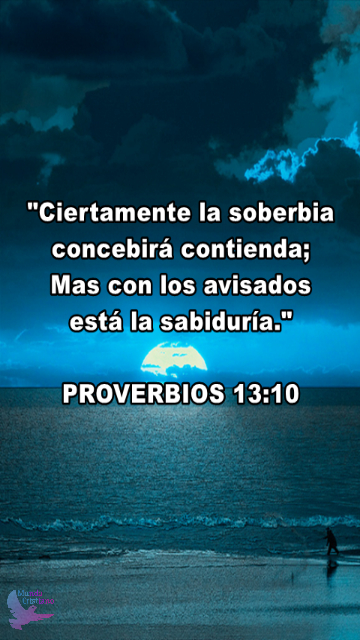 "Ciertamente la soberbia
concebirá contienda;
Mas con los avisados
está la sabiduría."
PROVERBIOS 13:10